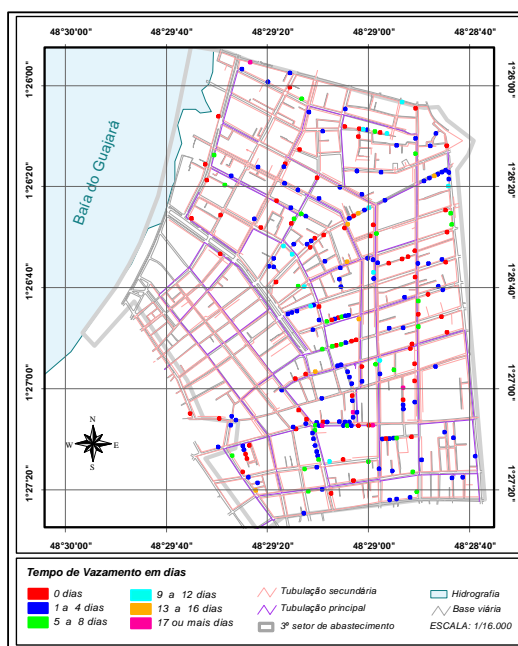 48°30'00" 48°29'40" 48°29'20" 48°29'00" 48°28'40"
1°26'00" 1°26'00"
1°26'20" 1°26'20"
Baía do Guajará
1°26'40" 1°26'40"
1°27'00" 1°27'00"
N
W E
S
1°27'20" 1°27'20"
48°30'00" 48°29'40" 48°29'20" 48°29'00" 48°28'40"
Tempo de Vazamento em dias
0 dias 9 a 12 dias Tubulação secundária Hidrografia
1 a 4 dias 13 a 16 dias Tubulação principal Base viária
5 a 8 dias 17 ou mais dias 3º setor de abastecimento ESCALA: 1/16.000